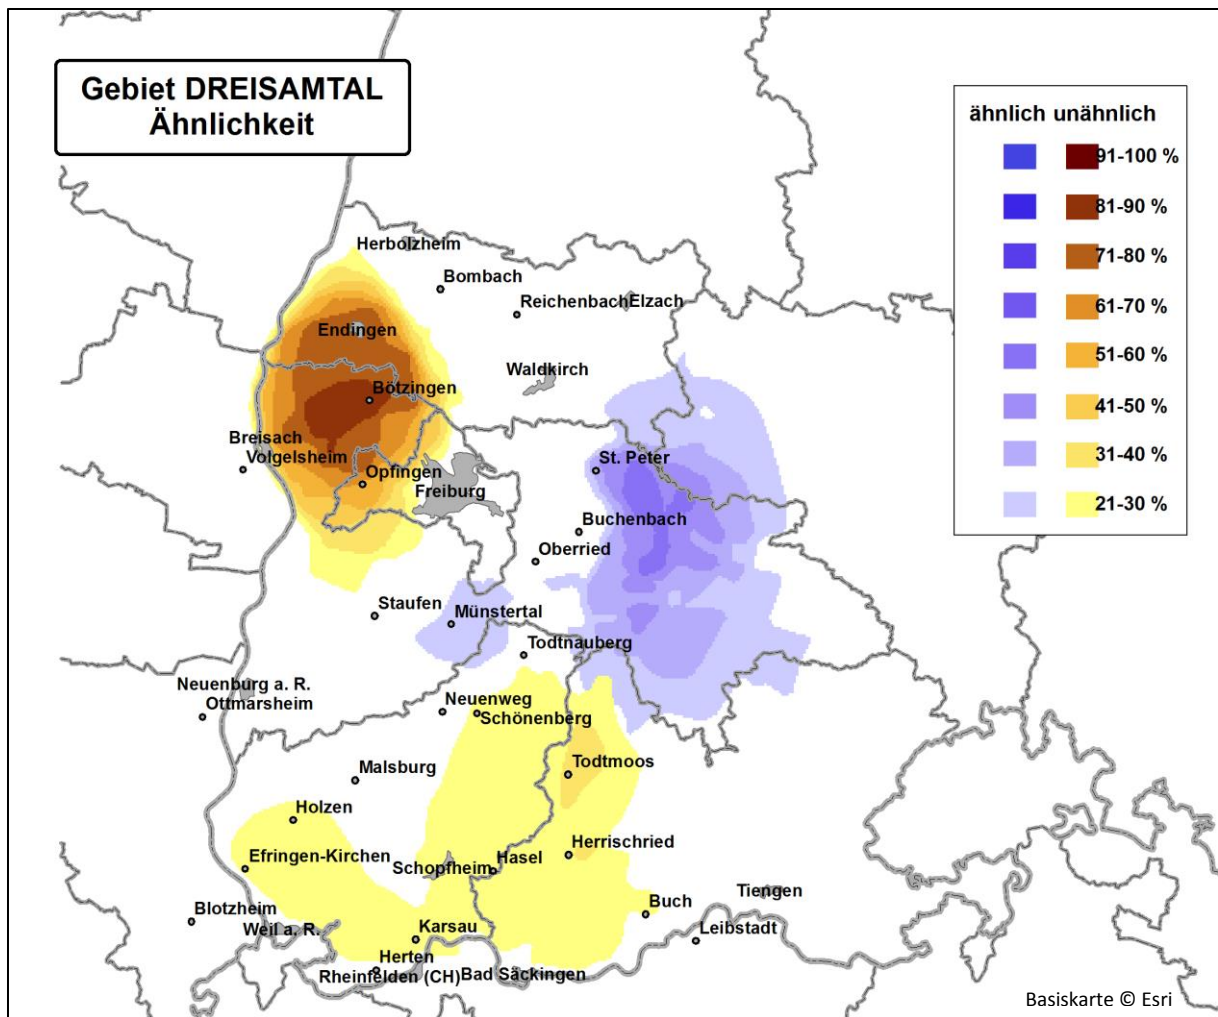 Gebiet DREISAMTAL
Ähnlichkeit
ähnlich unähnlich
91-100 %
81-90 %
71-80 %
61-70 %
51-60 %
41-50 %
31-40 %
21-30 %
Herbolzheim
Bombach
Reichenbach
Elzach
Endingen
Waldkirch
Bötzingen
Breisach
Volgelsheim
St. Peter
Opfingen
Freiburg
Buchenbach
Oberried
Staufen
Münstertal
Todtnauberg
Neuenburg a. R.
Ottmarsheim
Neuenweg
Schönenberg
Malsburg
Todtmoos
Holzen
Efringen-Kirchen
Schopfheim
Hasel
Herrischried
Blotzheim
Weil a. R.
Karsau
Buch
Tiengen
Leibstadt
Herten
Rheinfelden (CH)
Bad Säckingen
Basiskarte © Esri